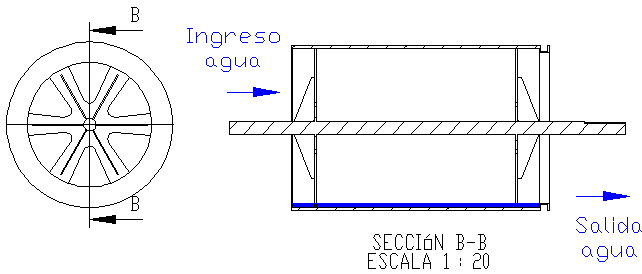 B
Ingreso
agua
B
Salida
agua
SECCIóN B-B
ESCALA 1 : 20